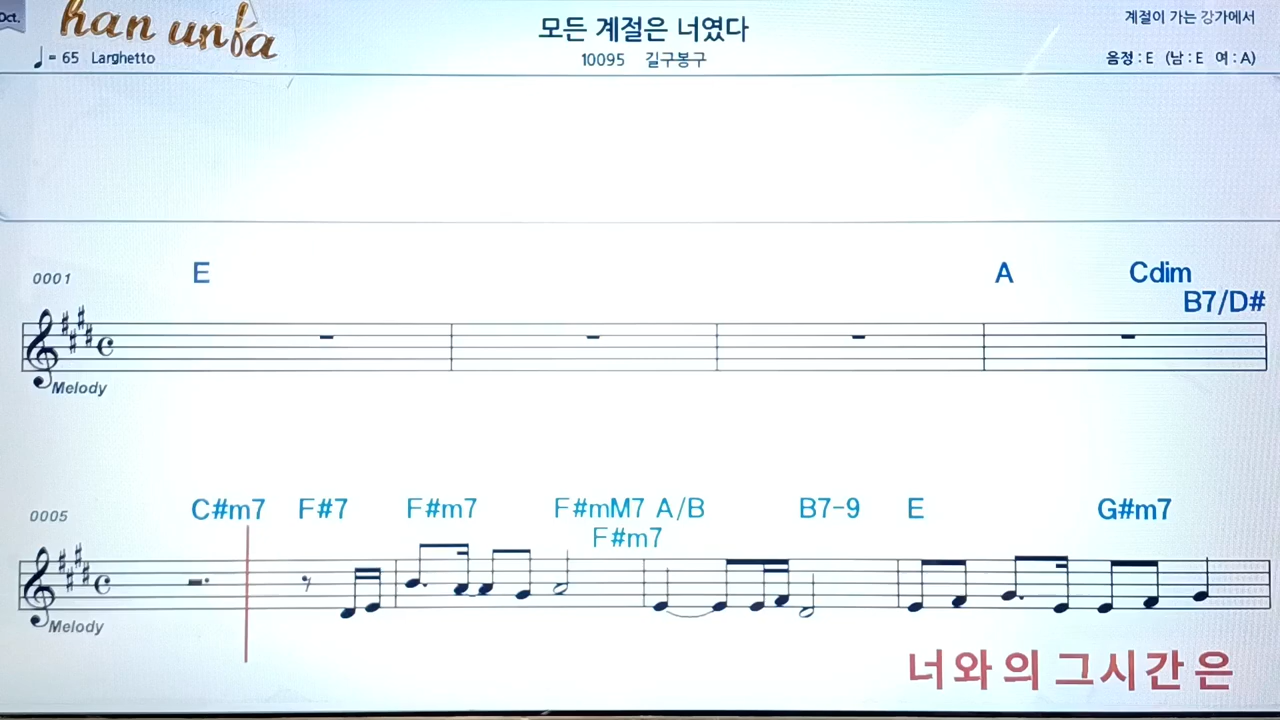 Oct.
han unfa
모든 계절은 너였다
계절이 가는 강가에서
♩= 65 Larghetto
10095 길구봉구
음정 : E (남 : E 여 : A)
0001
E A Cdim
B7/D#
Melody
0005
C#m7 F#7 F#m7 F#mM7 A/B B7-9 E G#m7
F#m7
Melody
너와의 그시간은